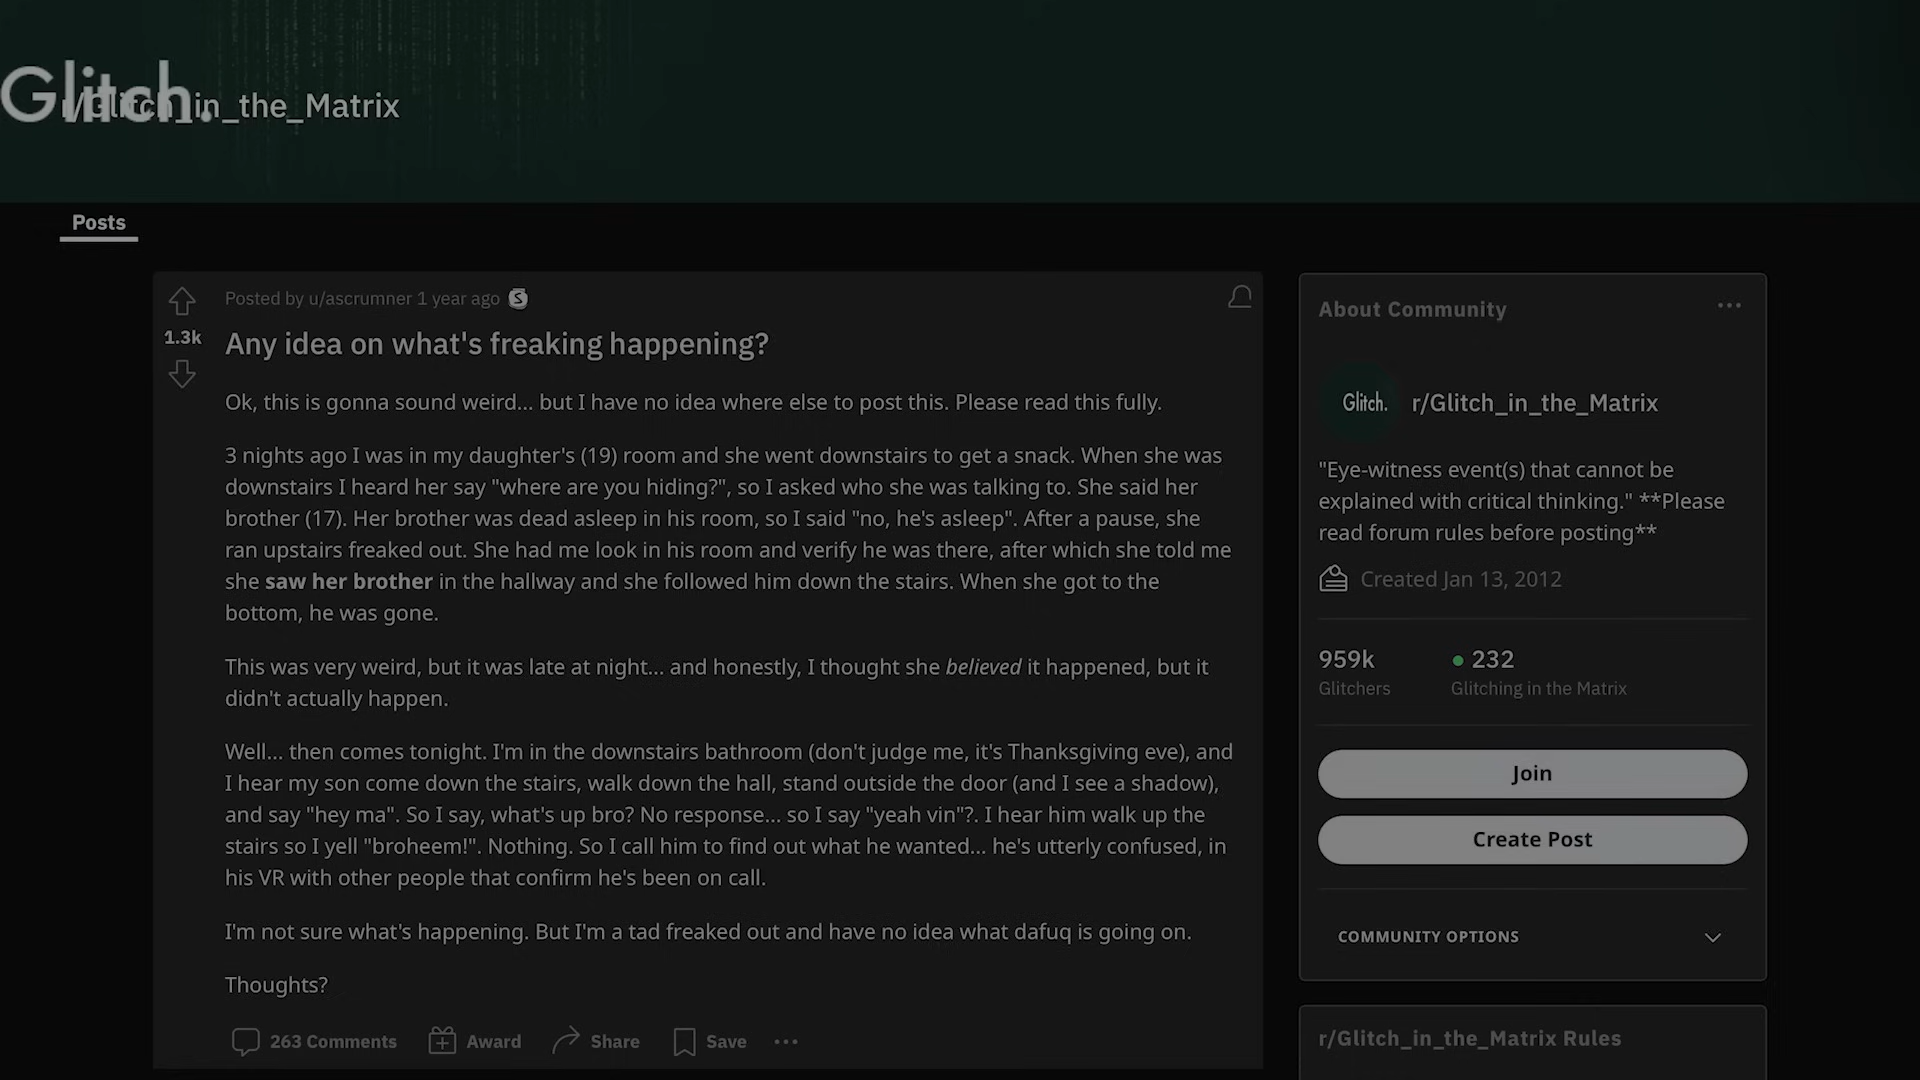 Glitch.
r/Glitch_in_the_Matrix
Posts
Posted by u/ascrumner 1 year ago
1.3k
Any idea on what's freaking happening?
Ok, this is gonna sound weird... but I have no idea where else to post this. Please read this fully.
3 nights ago I was in my daughter's (19) room and she went downstairs to get a snack. When she was
downstairs I heard her say "where are you hiding?", so I asked who she was talking to. She said her
brother (17). Her brother was dead asleep in his room, so I said "no, he's asleep". After a pause, she
ran upstairs freaked out. She had me look in his room and verify he was there, after which she told me
she saw her brother in the hallway and she followed him down the stairs. When she got to the
bottom, he was gone.
This was very weird, but it was late at night... and honestly, I thought she believed it happened, but it
didn't actually happen.
Well... then comes tonight. I'm in the downstairs bathroom (don't judge me, it's Thanksgiving eve), and
I hear my son come down the stairs, walk down the hall, stand outside the door (and I see a shadow),
and say "hey ma". So I say, what's up bro? No response... so I say "yeah vin"?. I hear him walk up the
stairs so I yell "broheem!". Nothing. So I call him to find out what he wanted... he's utterly confused, in
his VR with other people that confirm he's been on call.
I'm not sure what's happening. But I'm a tad freaked out and have no idea what dafuq is going on.
Thoughts?
263 Comments
Award
Share
Save
About Community
Glitch.
r/Glitch_in_the_Matrix
"Eye-witness event(s) that cannot be
explained with critical thinking." **Please
read forum rules before posting**
Created Jan 13, 2012
959k
232
Glitchers
Glitching in the Matrix
Join
Create Post
COMMUNITY OPTIONS
r/Glitch_in_the_Matrix Rules